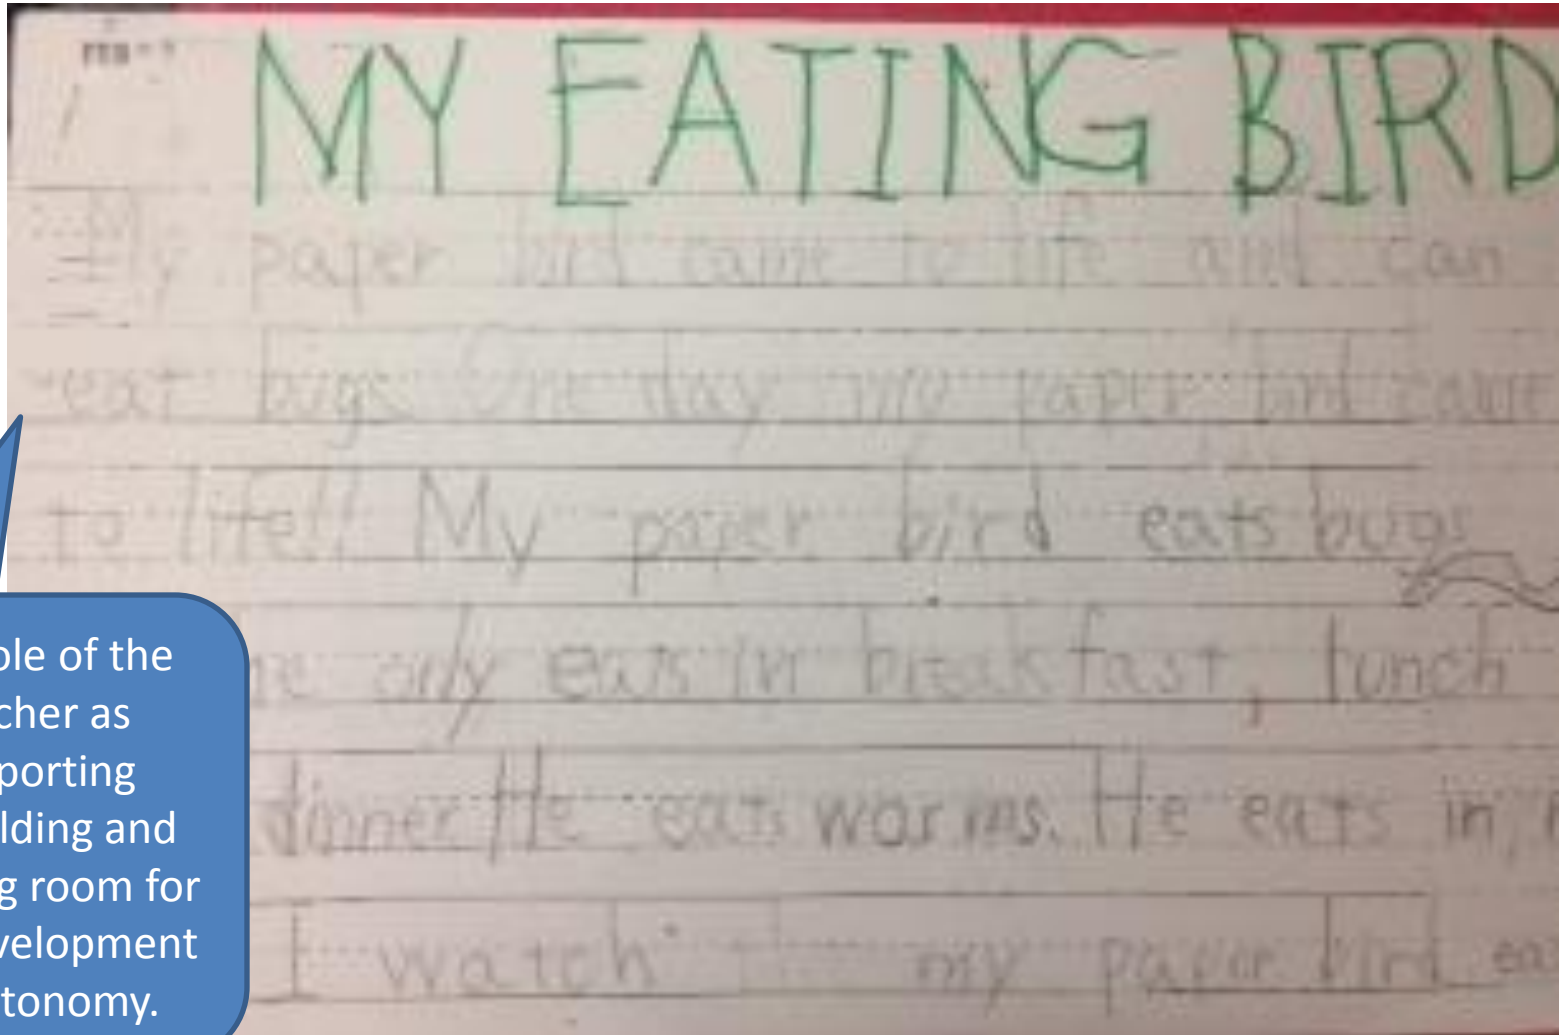 MY EATING BIRD
My paper bird came to life and can
eat bugs. One day my paper bird came
to life!! My paper bird eats bugs
he only eats in breakfast, lunch
dinner. He eats worms. He eats in
I watch my paper bird
ole of the
cher as
porting
lding and
g room for
velopment
tonomy.